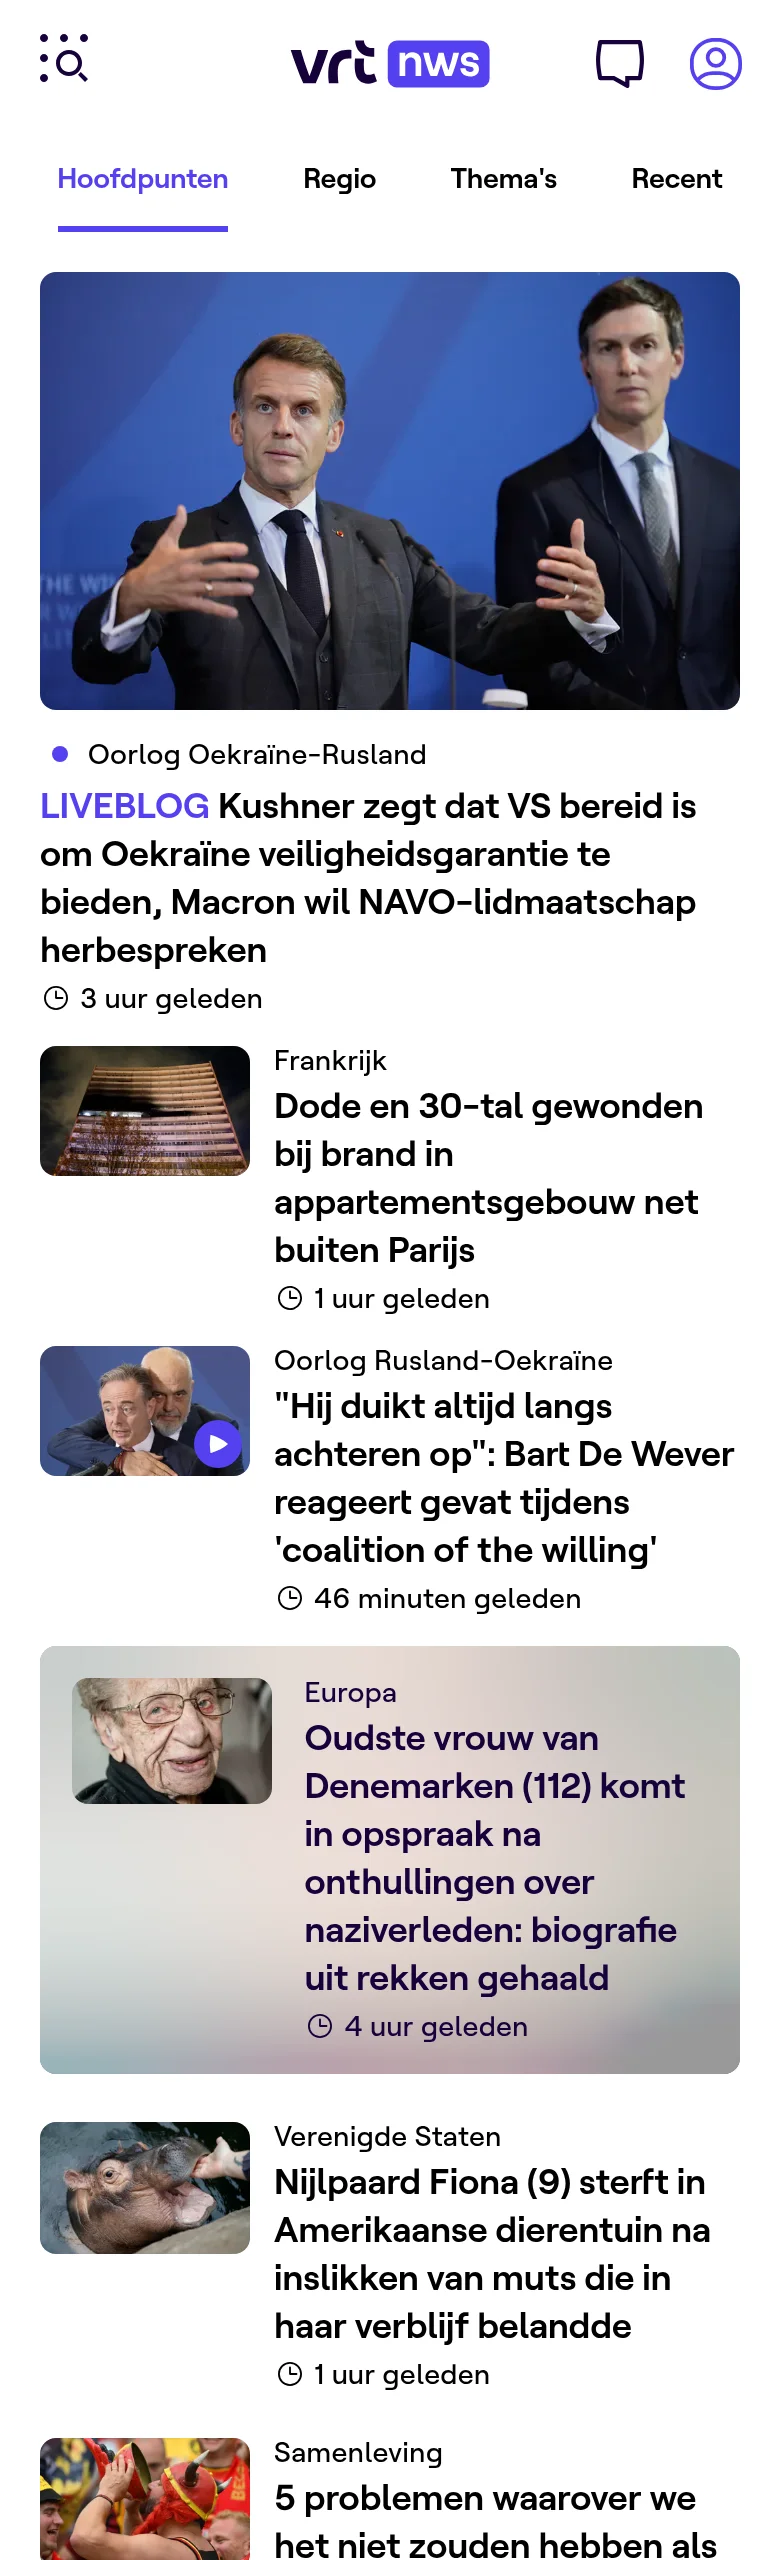 vrt nws
Hoofdpunten Regio Thema's Recent
Oorlog Oekraïne-Rusland
LIVEBLOG Kushner zegt dat VS bereid is
om Oekraïne veiligheidsgarantie te
bieden, Macron wil NAVO-lidmaatschap
herbespreken
3 uur geleden
Frankrijk
Dode en 30-tal gewonden
bij brand in
appartementsgebouw net
buiten Parijs
1 uur geleden
Oorlog Rusland-Oekraïne
"Hij duikt altijd langs
achteren op": Bart De Wever
reageert gevat tijdens
'coalition of the willing'
46 minuten geleden
Europa
Oudste vrouw van
Denemarken (112) komt
in opspraak na
onthullingen over
naziverleden: biografie
uit rekken gehaald
4 uur geleden
Verenigde Staten
Nijlpaard Fiona (9) sterft in
Amerikaanse dierentuin na
inslikken van muts die in
haar verblijf belandde
1 uur geleden
Samenleving
5 problemen waarover we
het niet zouden hebben als